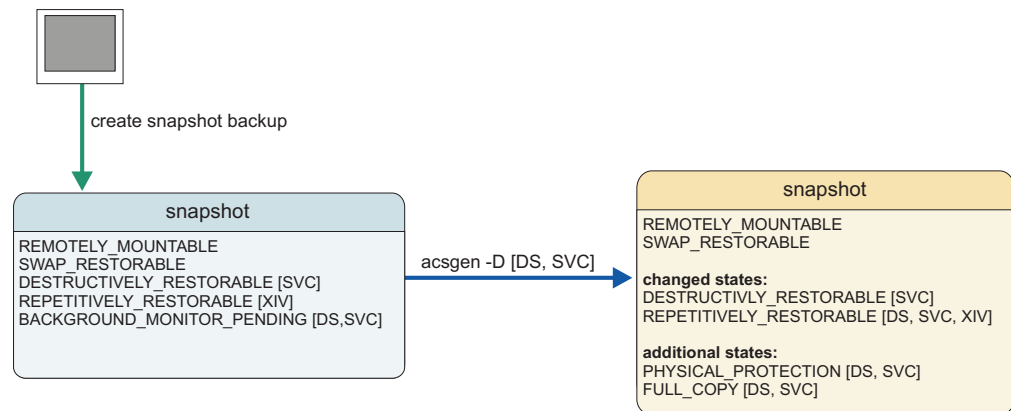 create snapshot backup
snapshot
REMOTELY_MOUNTABLE
SWAP_RESTORABLE
DESTRUCTIVELY_RESTORABLE [SVC]
REPETITIVELY_RESTORABLE [XIV]
BACKGROUND_MONITOR_PENDING [DS,SVC]
acsgen -D [DS, SVC]
snapshot
REMOTELY_MOUNTABLE
SWAP_RESTORABLE
changed states:
DESTRUCTIVLY_RESTORABLE [SVC]
REPETITIVELY_RESTORABLE [DS, SVC, XIV]
additional states:
PHYSICAL_PROTECTION [DS, SVC]
FULL_COPY [DS, SVC]